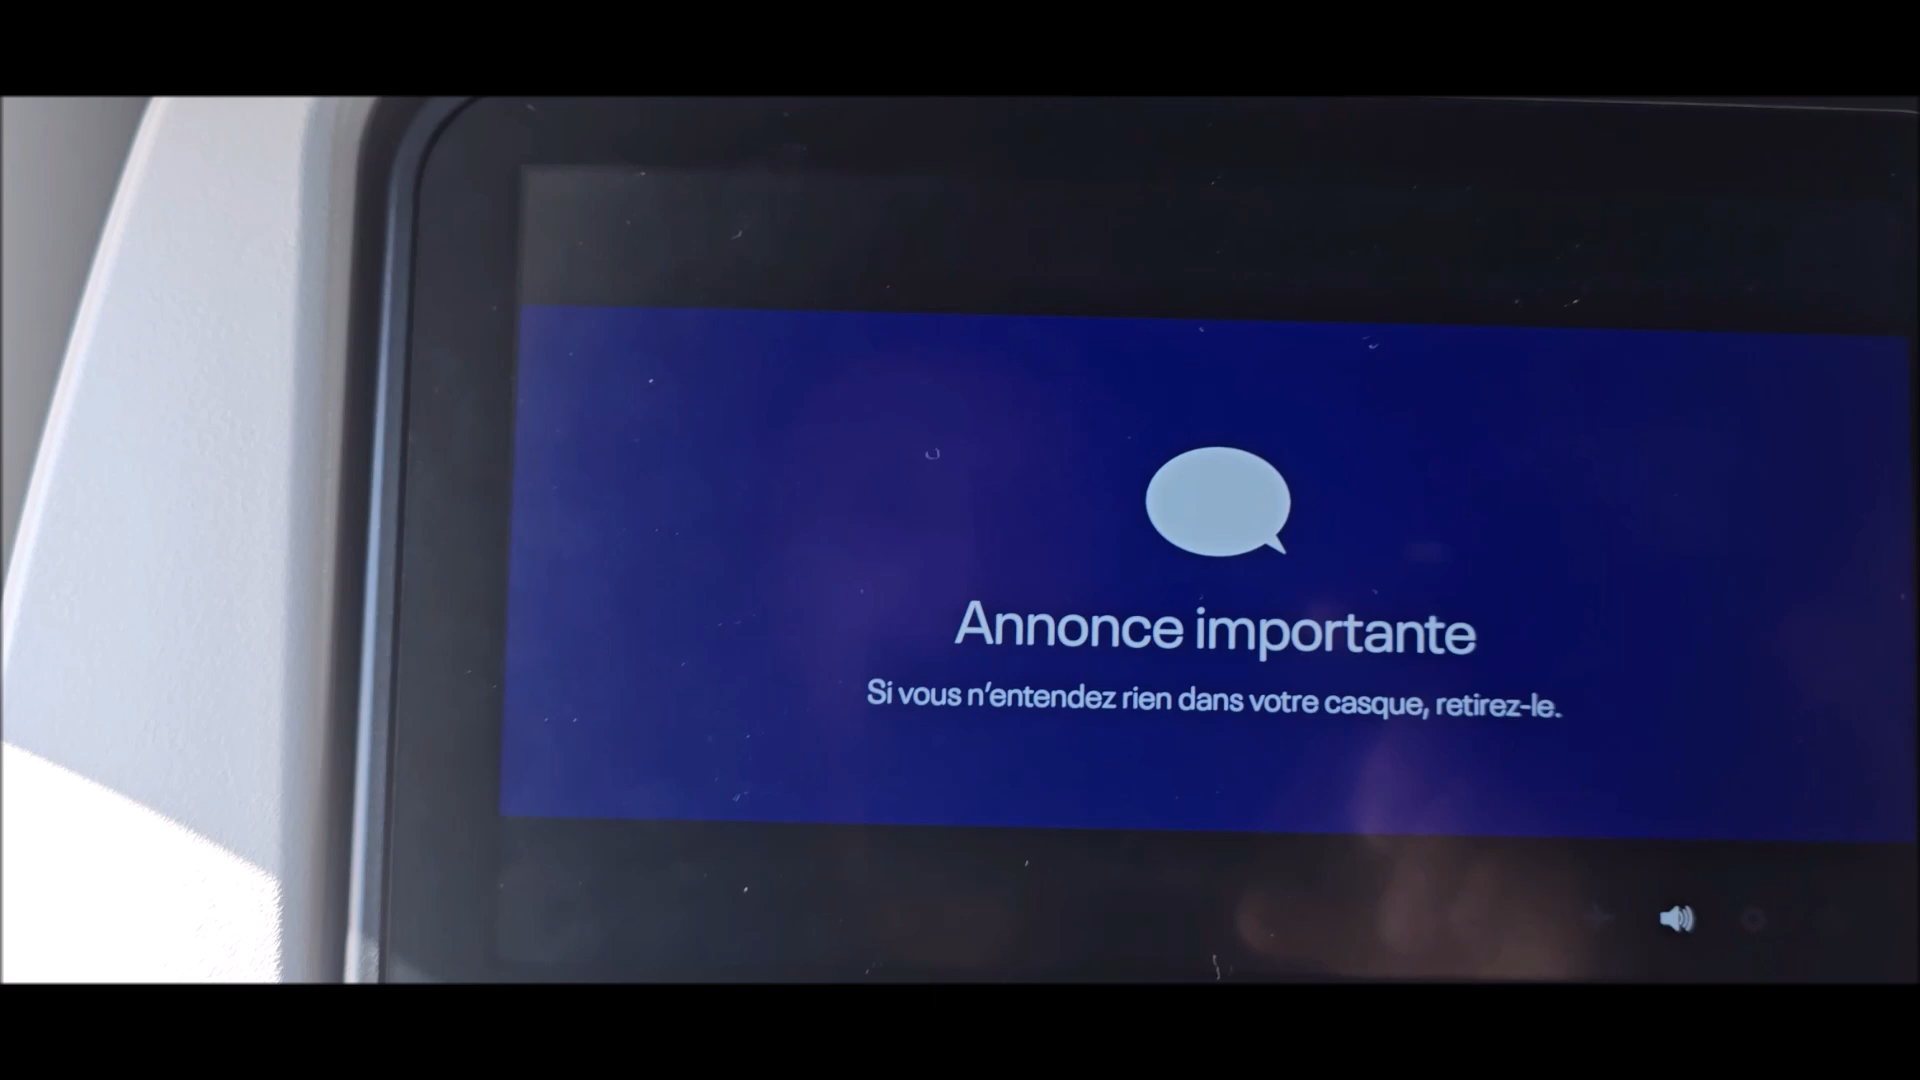 Annonce importante
Si vous n’entendez rien dans votre casque, retirez-le.